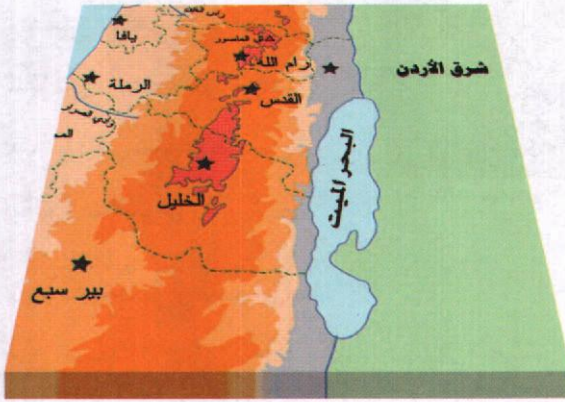 يافا
رام الله
شرق الأردن
الرملة
القدس
البحر الميت
الخليل
بير سبع